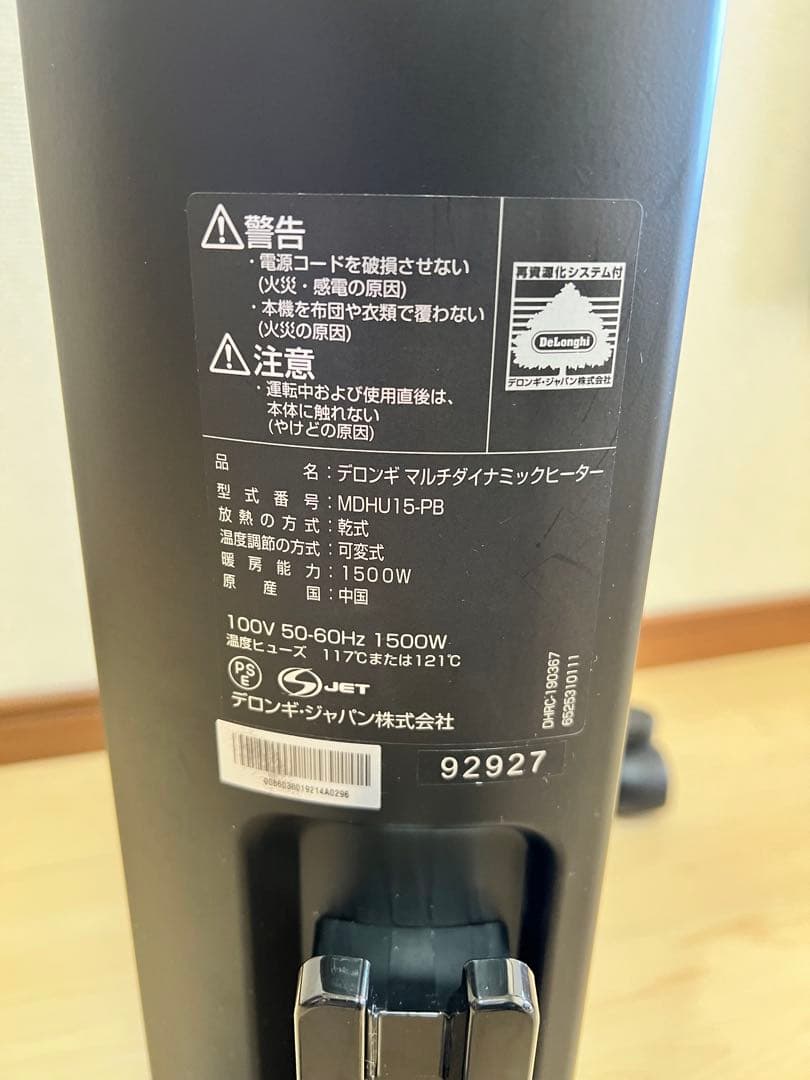 警告
・電源コードを破損させない
(火災・感電の原因)
・本機を布団や衣類で覆わない
(火災の原因)
注意
・運転中および使用直後は、
本体に触れない
(やけどの原因)
再資源化システム付
DeLonghi
デロンギ・ジャパン株式会社
品名:デロンギ マルチダイナミックヒーター
型式番号:MDHU15-PB
放熱の方式:乾式
温度調節の方式:可変式
暖房能力:1500W
原産国:中国
100V 50-60Hz 1500W
温度ヒューズ 117℃または121℃
PSE
S JET
デロンギ・ジャパン株式会社
DHRC-190367
6525310111
92927